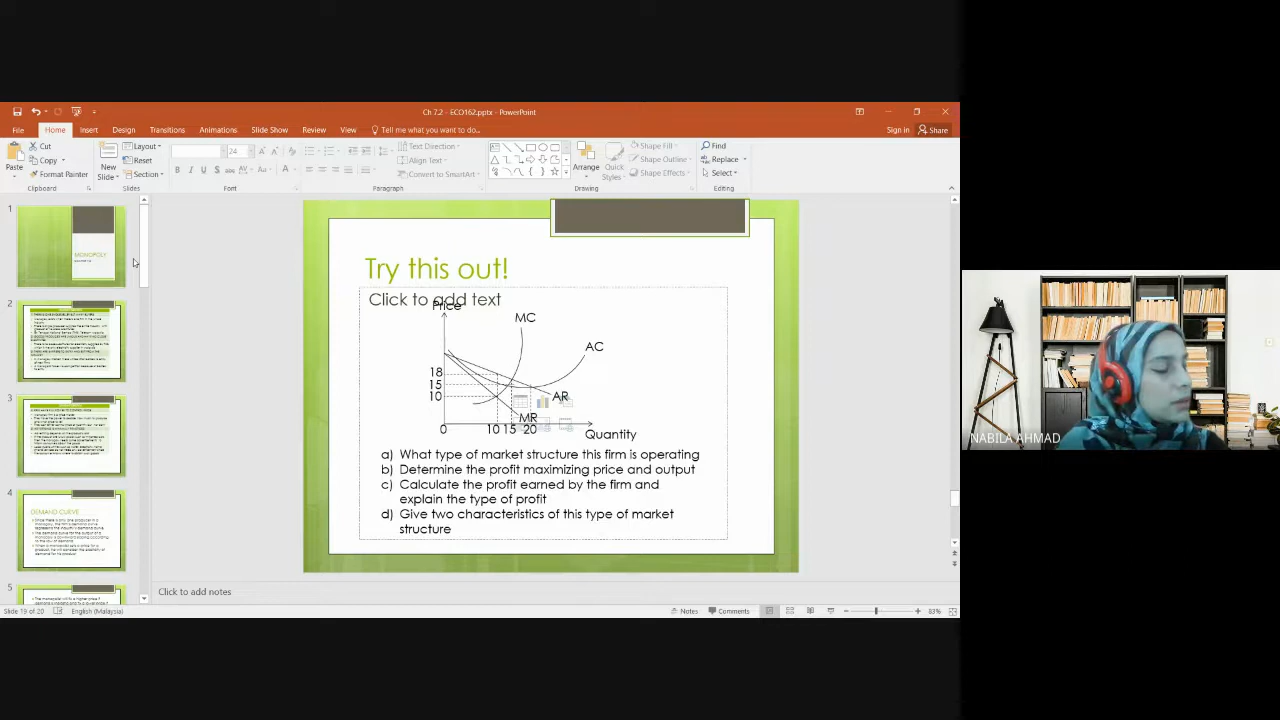 Ch 7.2 - ECO162.pptx - PowerPoint
File Home Insert Design Transitions Animations Slide Show Review View Tell me what you want to do... Sign in Share
Paste Cut Copy Format Painter Clipboard
New Slide Layout Reset Section Slides
24 Font
Text Direction Align Text Convert to SmartArt Paragraph
Arrange Quick Styles Shape Fill Shape Outline Shape Effects Drawing
Find Replace Select Editing
1
MONOPOLY
2
3
4
DEMAND CURVE
5
Try this out!
Click to add text
Price
MC
AC
18
15
10
AR
MR
0 10 15 20
Quantity
a) What type of market structure this firm is operating
b) Determine the profit maximizing price and output
c) Calculate the profit earned by the firm and
explain the type of profit
d) Give two characteristics of this type of market
structure
Click to add notes
Slide 19 of 20 English (Malaysia) Notes Comments 83%
NABILA AHMAD